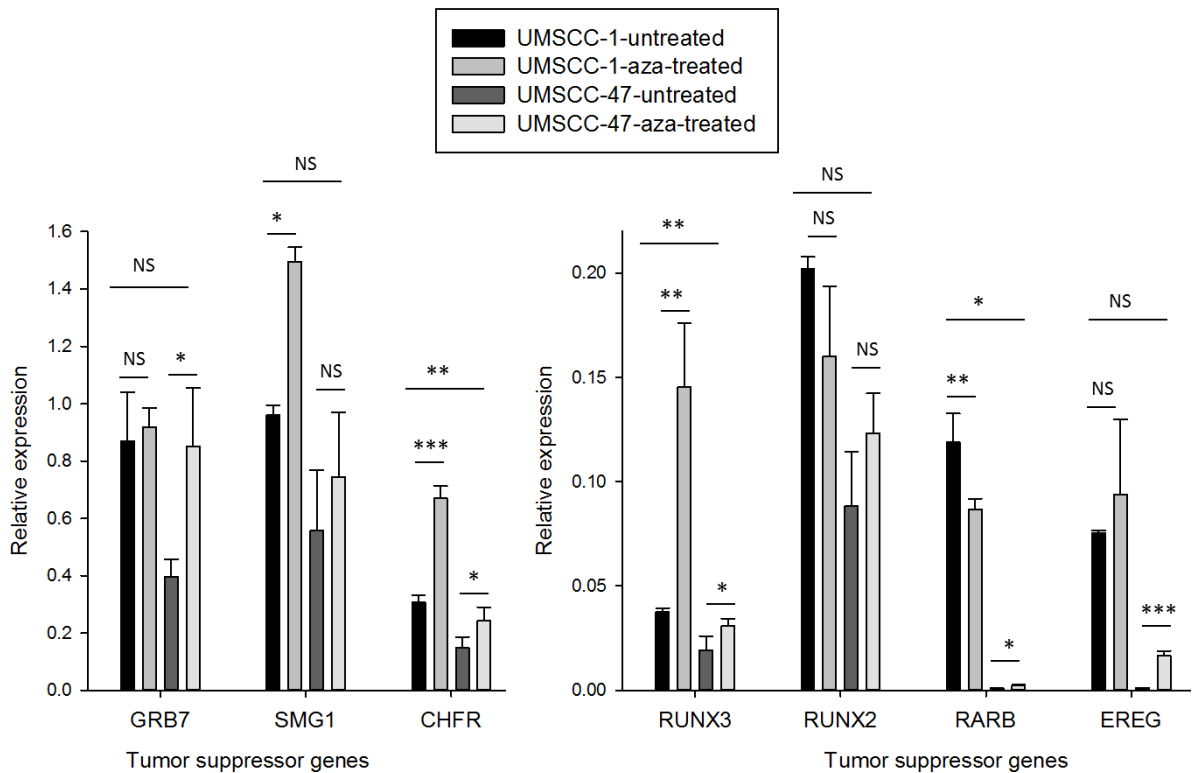 UMSCC-1-untreated
UMSCC-1-aza-treated
UMSCC-47-untreated
UMSCC-47-aza-treated
NS
*
NS
NS
*
NS
**
***
*
1.6
1.4
1.2
1.0
0.8
0.6
0.4
0.2
0.0
Relative expression
GRB7 SMG1 CHFR
Tumor suppressor genes
**
**
*
NS
NS
NS
*
**
*
NS
NS
***
0.20
0.15
0.10
0.05
0.00
Relative expression
RUNX3 RUNX2 RARB EREG
Tumor suppressor genes